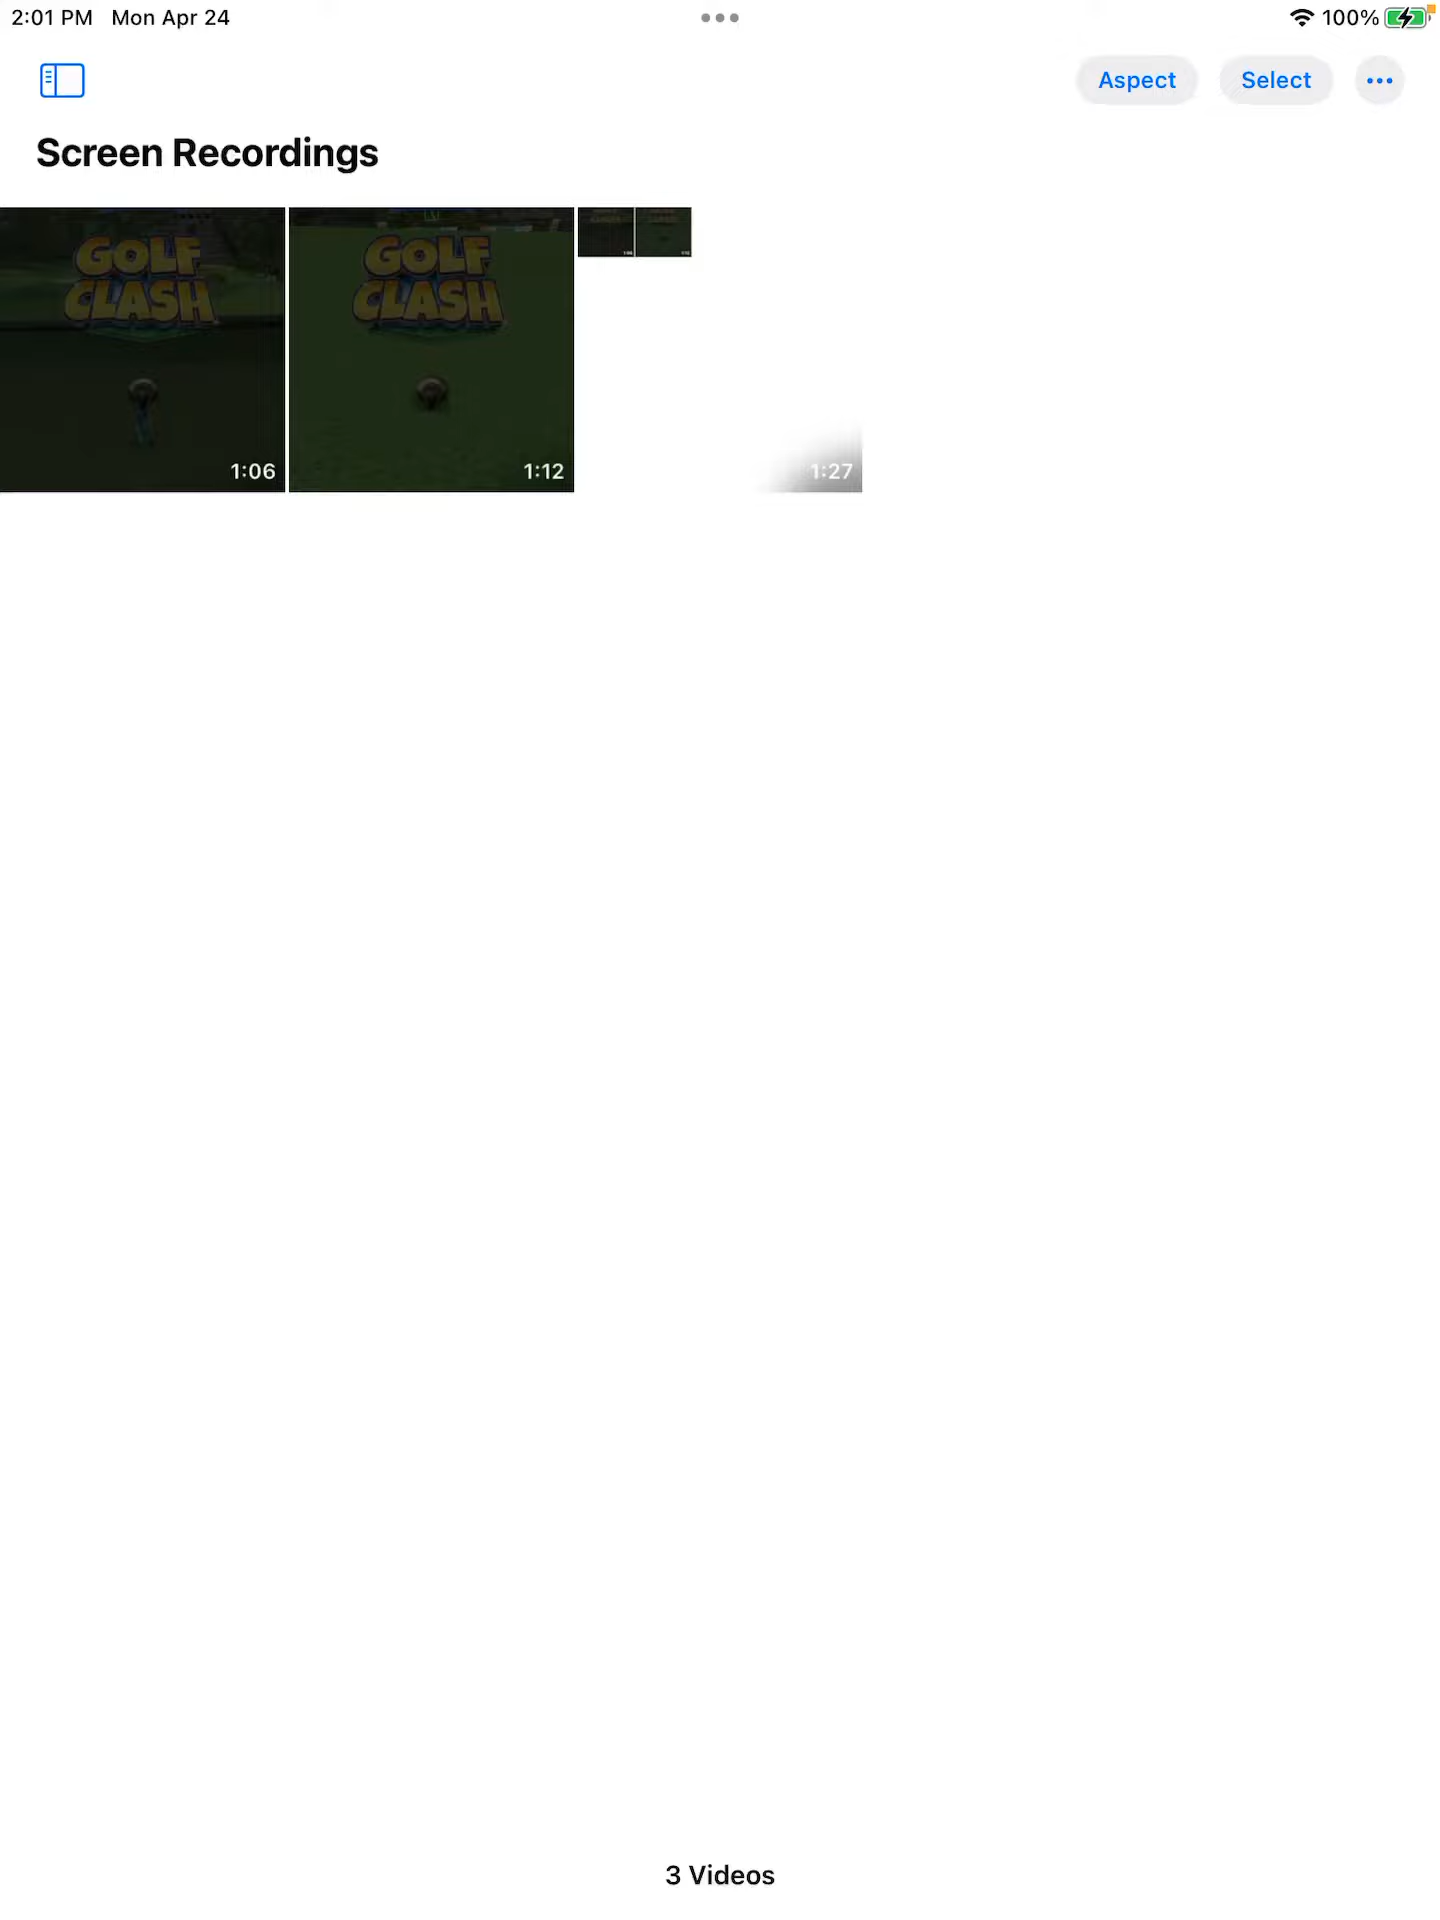 2:01 PM Mon Apr 24
100%
Aspect
Select
Screen Recordings
GOLF
CLASH
1:06
GOLF
CLASH
1:12
1:27
3 Videos